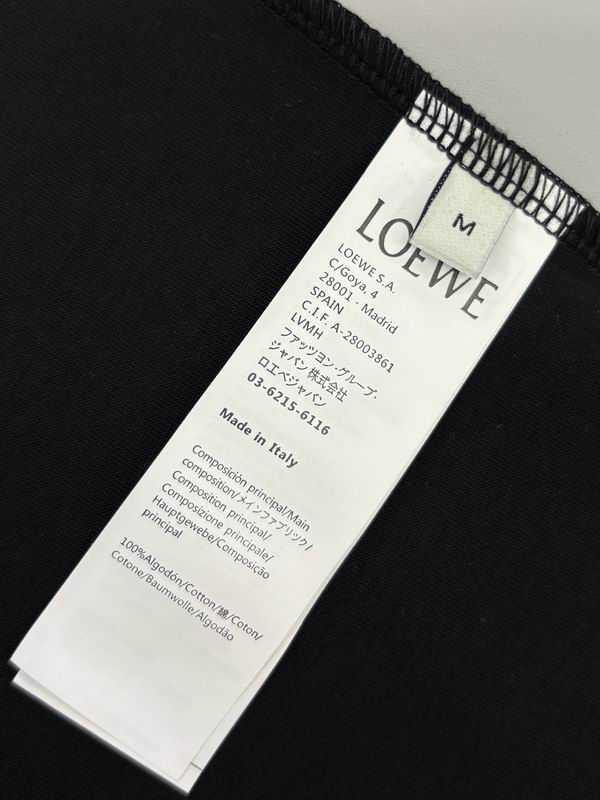 M
LOEWE
LOEWE S.A.
C/Goya, 4
28001 - Madrid
SPAIN
C.I.F. A-28003861
LVMH
ファッツヨン·グループ.
ジャパン株式会社
ロエベジャパン
03-6215-6116
Made in Italy
Composición principal/Main
composition/メインファブリック/
Composition principal/
Composizione principale/
Hauptgewebe/Composição
principal
100%Algodón/Cotton/綿/Coton/
Cotone/Baumwolle/Algodão